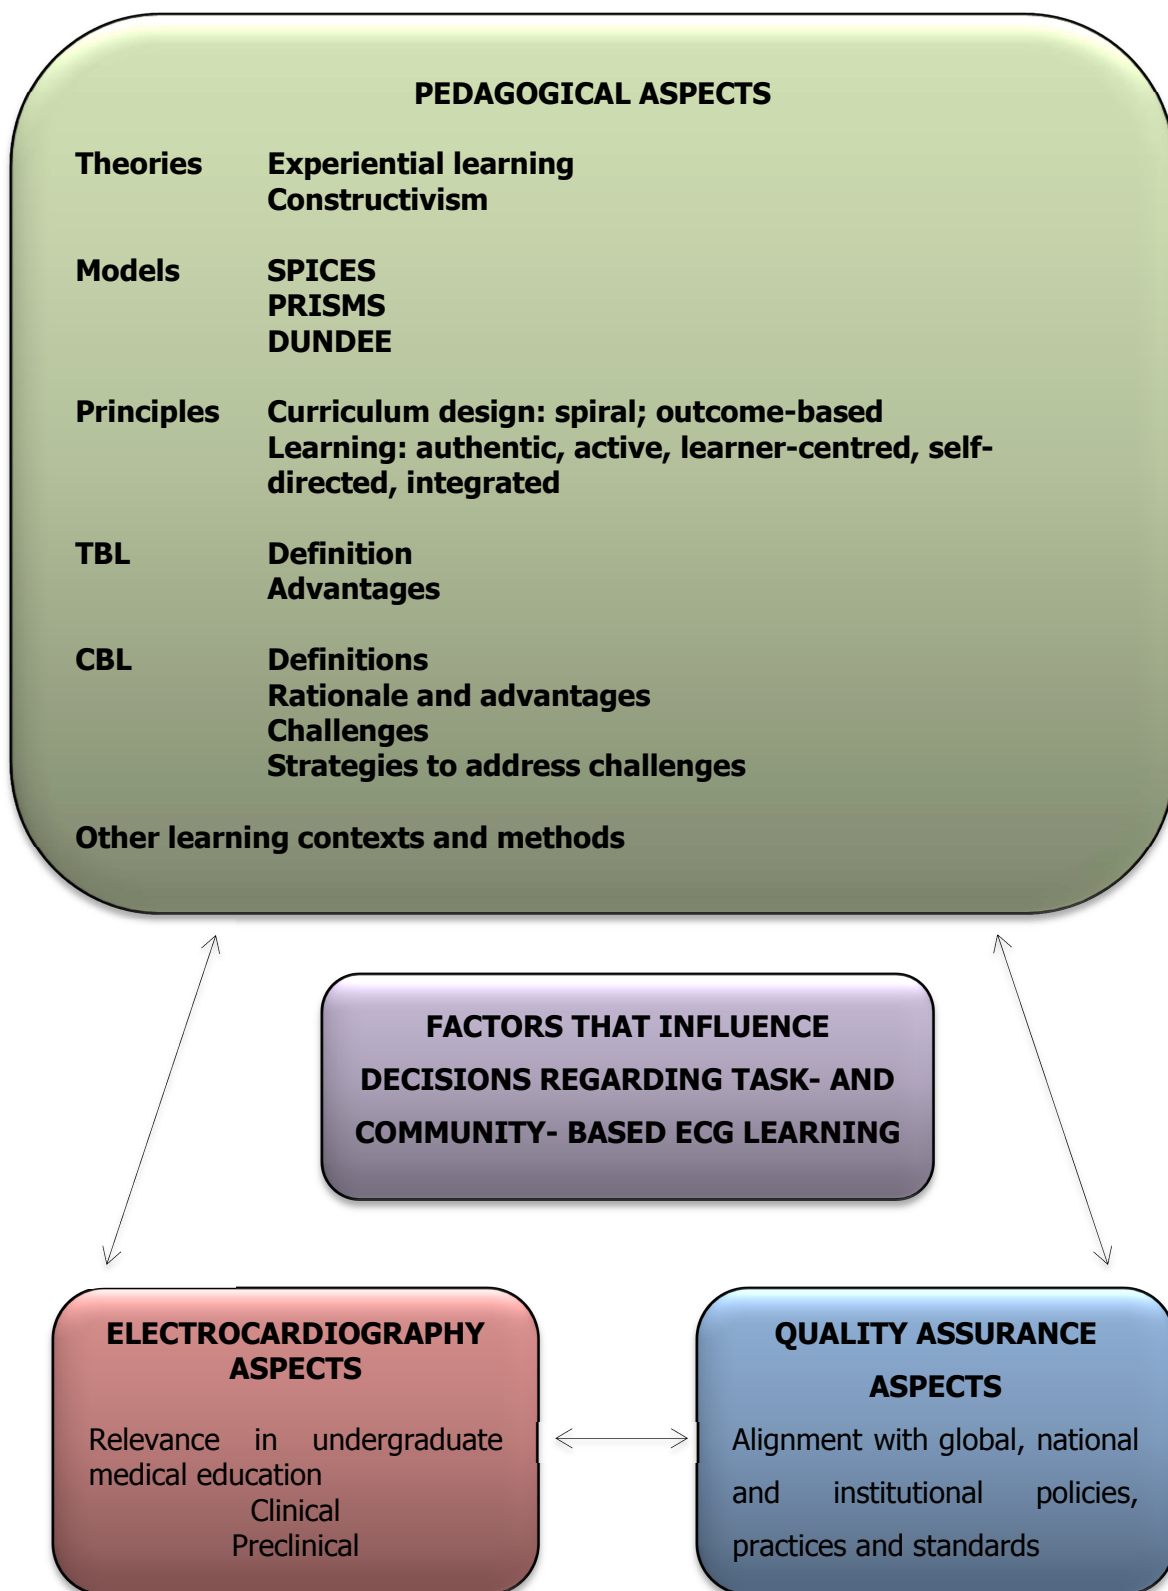 PEDAGOGICAL ASPECTS
Theories Experiential learning
Constructivism
Models SPICES
PRISMS
DUNDEE
Principles Curriculum design: spiral; outcome-based
Learning: authentic, active, learner-centred, self-
directed, integrated
TBL Definition
Advantages
CBL Definitions
Rationale and advantages
Challenges
Strategies to address challenges
Other learning contexts and methods
FACTORS THAT INFLUENCE
DECISIONS REGARDING TASK- AND
COMMUNITY- BASED ECG LEARNING
ELECTROCARDIOGRAPHY
ASPECTS
Relevance in undergraduate
medical education
Clinical
Preclinical
QUALITY ASSURANCE
ASPECTS
Alignment with global, national
and institutional policies,
practices and standards